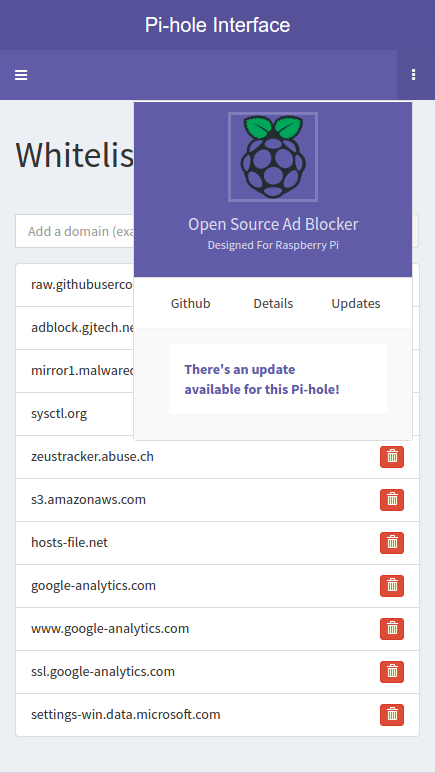 Pi-hole Interface
Whitelis
Open Source Ad Blocker
Designed For Raspberry Pi
Github Details Updates
There's an update
available for this Pi-hole!
Add a domain (exa
raw.githubuserco
adblock.gjtech.ne
mirror1.malwared
sysctl.org
zeustracker.abuse.ch
s3.amazonaws.com
hosts-file.net
google-analytics.com
www.google-analytics.com
ssl.google-analytics.com
settings-win.data.microsoft.com